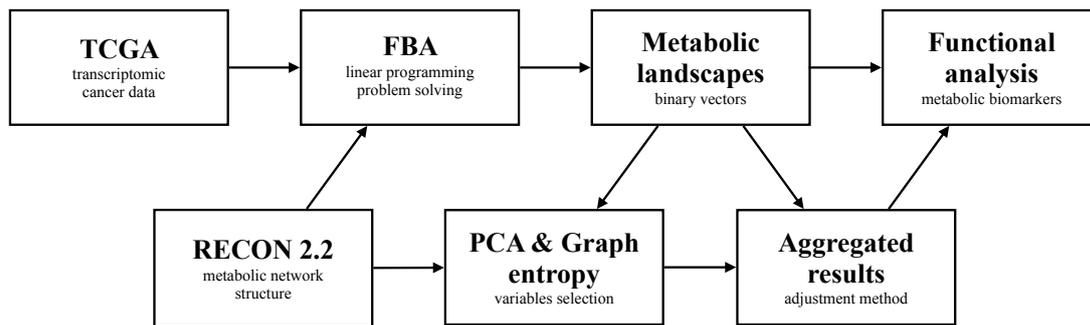 TCGA
transcriptomic
cancer data
FBA
linear programming
problem solving
Metabolic
landscapes
binary vectors
Functional
analysis
metabolic biomarkers
RECON 2.2
metabolic network
structure
PCA & Graph
entropy
variables selection
Aggregated
results
adjustment method